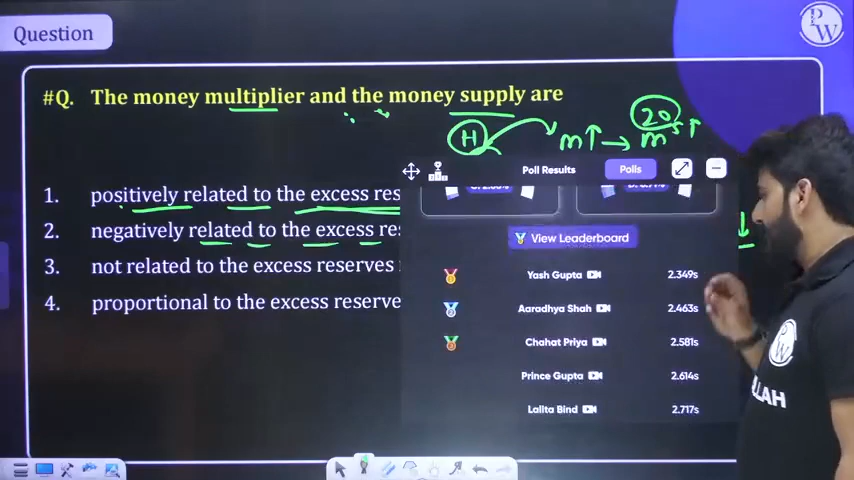 Question
PW
#Q. The money multiplier and the money supply are
20
H
m↑ → mˢ↑
Poll Results
Polls
1. positively related to the excess res
2. negatively related to the excess re
View Leaderboard
3. not related to the excess reserves
Yash Gupta 2.349s
4. proportional to the excess reserve
Aaradhya Shah 2.463s
Chahat Priya 2.581s
Prince Gupta 2.614s
Lalita Bind 2.717s
W
LLAH